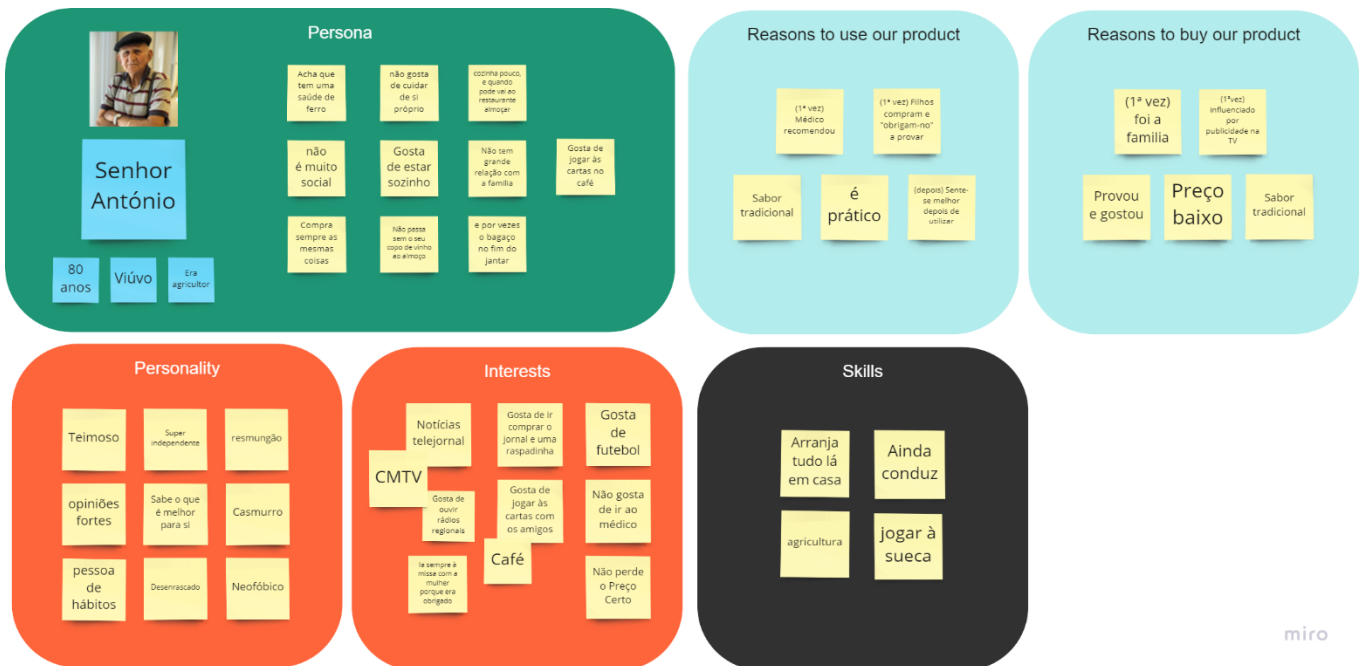 Persona
Senhor
António
80
anos
Viúvo
Era
agricultor
Acha que
tem uma
saúde de
ferro
não gosta
de cuidar
de si
próprio
cozinha pouco,
e quando
pode vai ao
restaurante
almoçar
não
é muito
social
Gosta
de estar
sozinho
Não tem
grande
relação com
a família
Gosta de
jogar às
cartas no
café
Compra
sempre as
mesmas
coisas
Não passa
sem o seu
copo de vinho
ao almoço
e por vezes
o bagaço
no fim do
jantar
Reasons to use our product
(1ª vez)
Médico
recomendou
(1ª vez) Filhos
compram e
"obrigam-no"
a provar
Sabor
tradicional
é
prático
(depois) Sente-
se melhor
depois de
utilizar
Reasons to buy our product
(1ª vez)
foi a
familia
(1ªvez)
influenciado
por
publicidade na
TV
Provou
e gostou
Preço
baixo
Sabor
tradicional
Personality
Teimoso
Super
independente
resmungão
opiniões
fortes
Sabe o que
é melhor
para si
Casmurro
pessoa
de
hábitos
Desenrascado
Neofóbico
Interests
Notícias
telejornal
CMTV
Gosta de ir
comprar o
jornal e uma
raspadinha
Gosta
de
futebol
Gosta de
ouvir
rádios
regionais
Gosta de
jogar às
cartas com
os amigos
Café
Não gosta
de ir ao
médico
Ia sempre à
missa com a
mulher
porque era
obrigado
Não perde
o Preço
Certo
Skills
Arranja
tudo lá
em casa
Ainda
conduz
agricultura
jogar à
sueca
miro